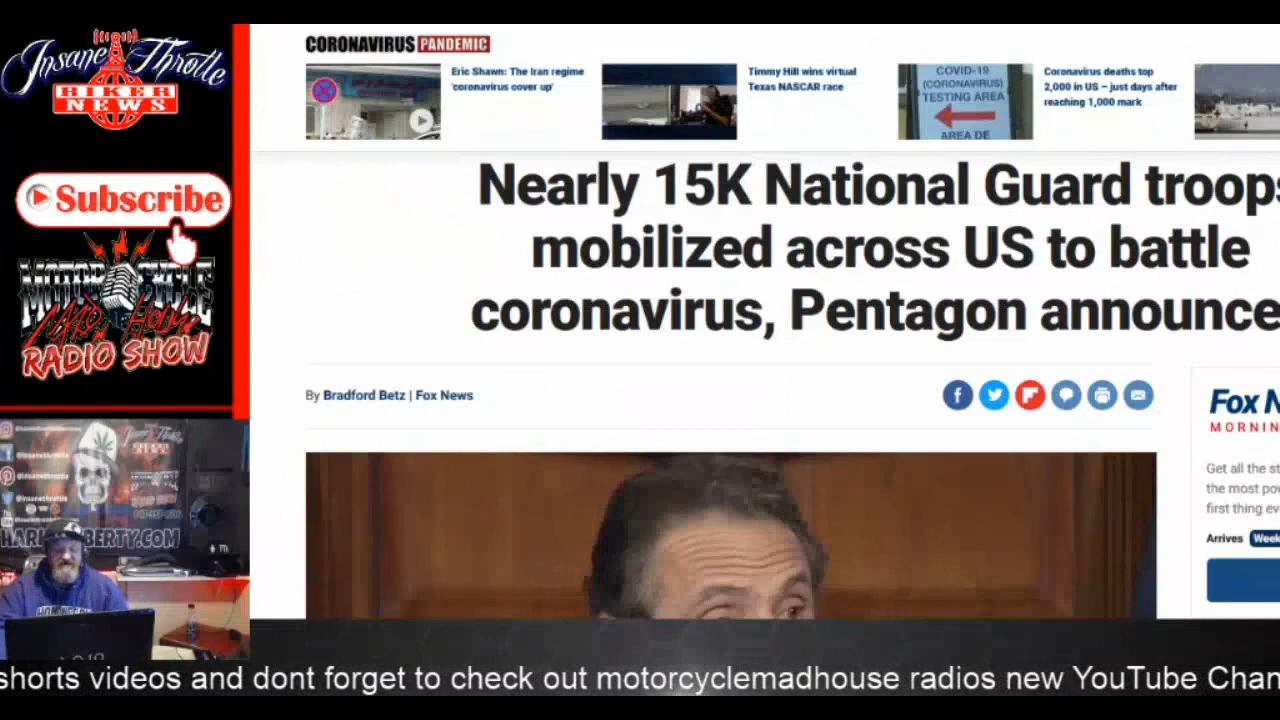 Insane Throttle
BIKER
NEWS
Subscribe
MOTORCYCLE
Mad House
RADIO SHOW
CORONAVIRUS PANDEMIC
Eric Shawn: The Iran regime
'coronavirus cover up'
Timmy Hill wins virtual
Texas NASCAR race
COVID-19
(CORONAVIRUS)
TESTING AREA
AREA DE
Coronavirus deaths top
2,000 in US – just days after
reaching 1,000 mark
Nearly 15K National Guard troops
mobilized across US to battle
coronavirus, Pentagon announce
By Bradford Betz | Fox News
Fox N
MORNIN
Get all the st
the most pow
first thing ev
Arrives Week
shorts videos and dont forget to check out motorcyclemadhouse radios new YouTube Chan